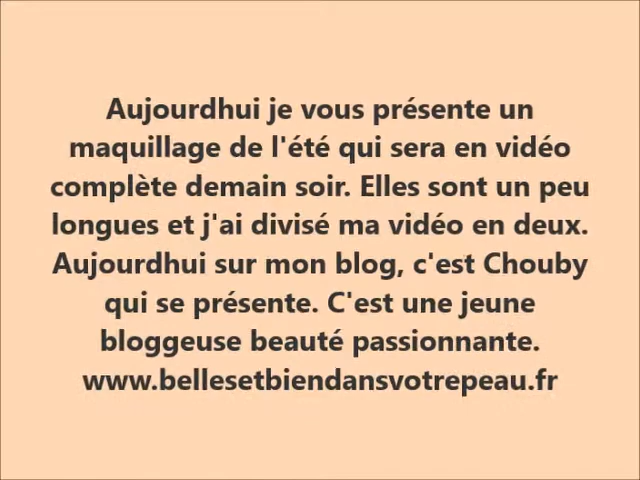 Aujourdhui je vous présente un
maquillage de l'été qui sera en vidéo
complète demain soir. Elles sont un peu
longues et j'ai divisé ma vidéo en deux.
Aujourdhui sur mon blog, c'est Chouby
qui se présente. C'est une jeune
bloggeuse beauté passionnante.
www.bellesetbiendansvotrepeau.fr